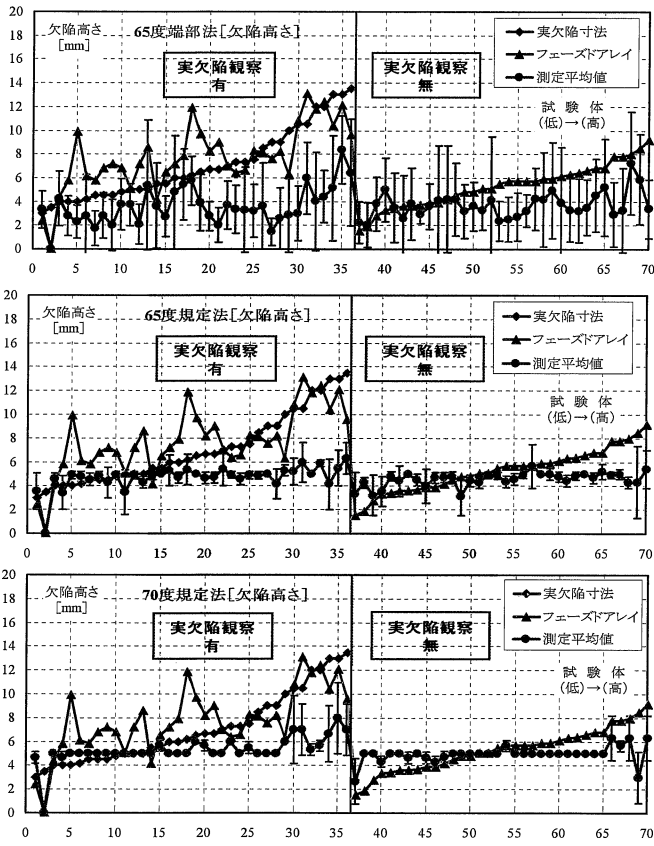 20
18
16
14
12
10
8
6
4
2
0
欠陥高さ
[mm]
65度端部法[欠陥高さ]
実欠陥観察
有
実欠陥観察
無
実欠陥寸法
フェーズドアレイ
測定平均値
試験体
(低)→(高)
0 5 10 15 20 25 30 35 40 45 50 55 60 65 70
20
18
16
14
12
10
8
6
4
2
0
欠陥高さ
[mm]
65度規定法[欠陥高さ]
実欠陥観察
有
実欠陥観察
無
実欠陥寸法
フェーズドアレイ
測定平均値
試験体
(低)→(高)
0 5 10 15 20 25 30 35 40 45 50 55 60 65 70
20
18
16
14
12
10
8
6
4
2
0
欠陥高さ
[mm]
70度規定法[欠陥高さ]
実欠陥観察
有
実欠陥観察
無
実欠陥寸法
フェーズドアレイ
測定平均値
試験体
(低)→(高)
0 5 10 15 20 25 30 35 40 45 50 55 60 65 70